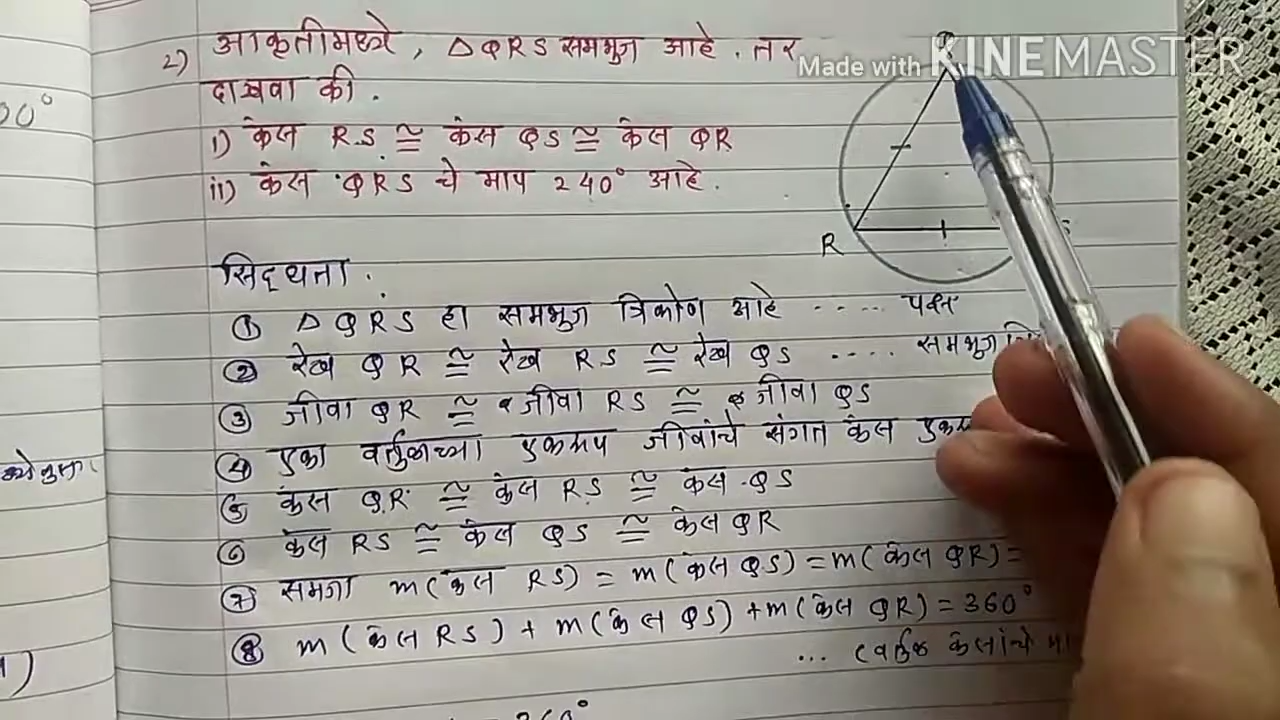 Made with KINEMASTER
00°
2) आकृतीमध्ये, △QRS समभुज आहे. तर
दाखवा की.
i) कंस RS ≅ कंस QS ≅ कंस QR
ii) कंस QRS चे माप 240° आहे.
R
सिद्धता.
① △QRS हा समभुज त्रिकोण आहे ..... पक्ष
② रेख QR ≅ रेख RS ≅ रेख QS .... समभुज
③ जीवा QR ≅ जीवा RS ≅ जीवा QS
④ एका वर्तुळाच्या एकरूप जीवांचे संगत कंस
⑤ कंस QR ≅ कंस RS ≅ कंस QS
⑥ कंस RS ≅ कंस QS ≅ कंस QR
⑦ समजा m(कंस RS) = m(कंस QS) = m(कंस QR) =
⑧ m(कंस RS) + m(कंस QS) + m(कंस QR) = 360°
... (वर्तुळ कंसांचे
360°